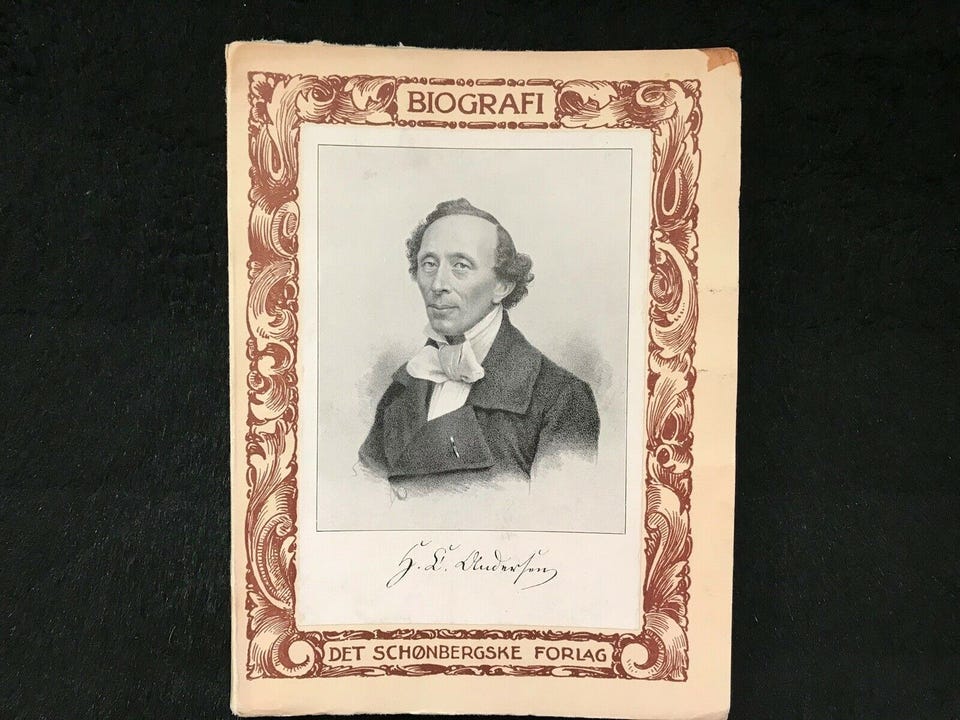 BIOGRAFI
H. C. Andersen
DET SCHØNBERGSKE FORLAG